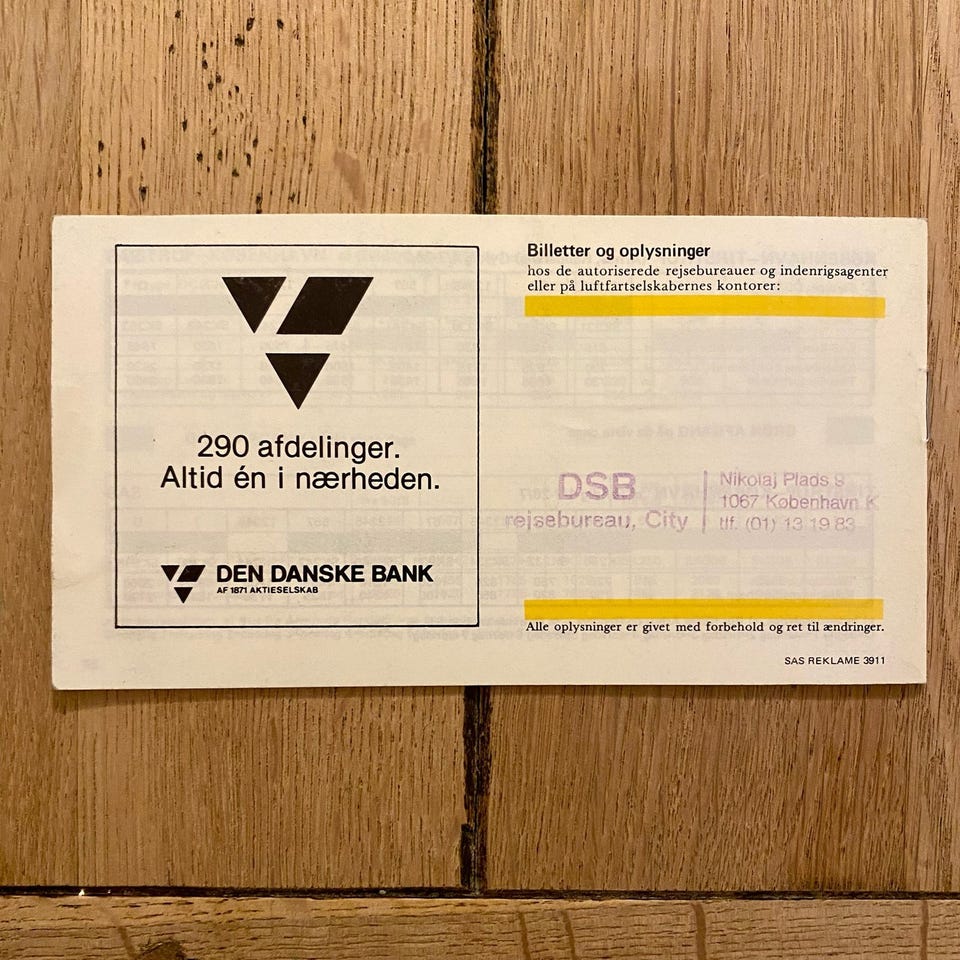 290 afdelinger.
Altid én i nærheden.
DEN DANSKE BANK
AF 1871 AKTIESELSKAB
Billetter og oplysninger
hos de autoriserede rejsebureauer og indenrigsagenter
eller på luftfartselskabernes kontorer:
DSB
rejsebureau, City
Nikolaj Plads 9
1067 København K
tlf. (01) 13 19 83
Alle oplysninger er givet med forbehold og ret til ændringer.
SAS REKLAME 3911